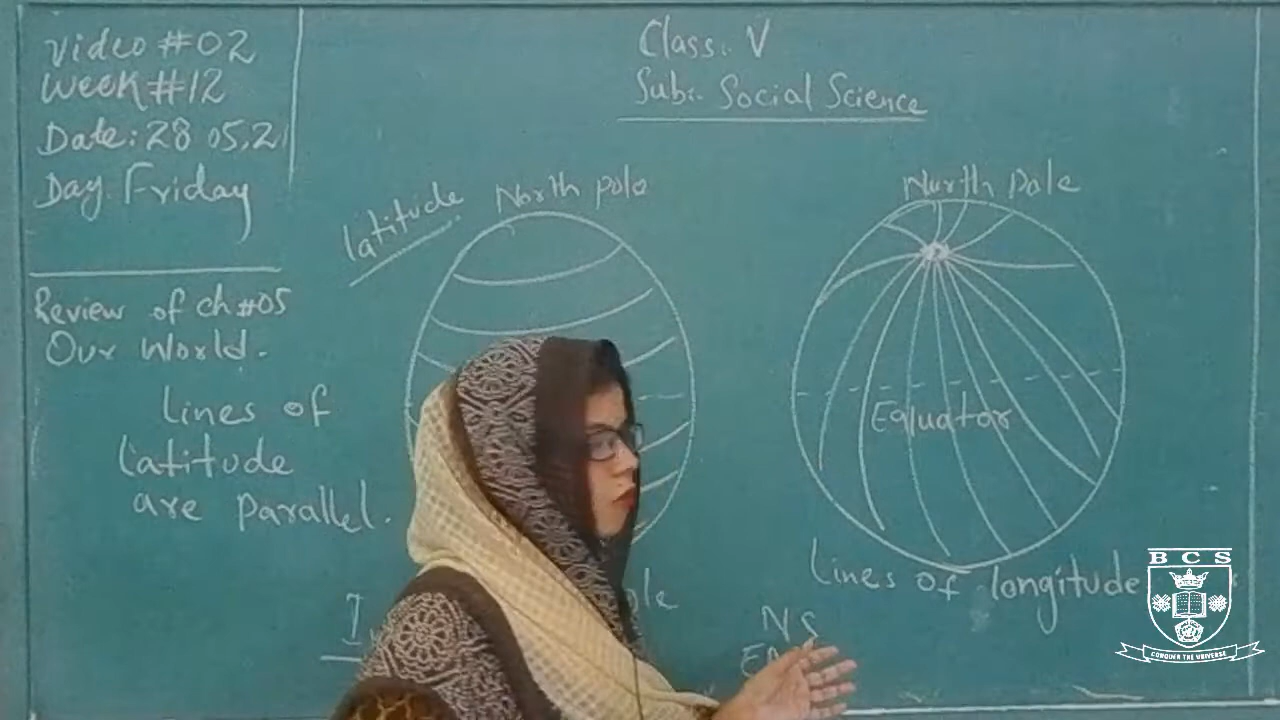 Video #02
Week #12
Date: 28 05.21
Day. Friday
Class: V
Sub:- Social Science
Review of ch #05
Our World.
Lines of
latitude
are parallel.
latitude
North pole
North Pole
Equator
Lines of longitude
NS
B C S
CONQUER THE UNIVERSE